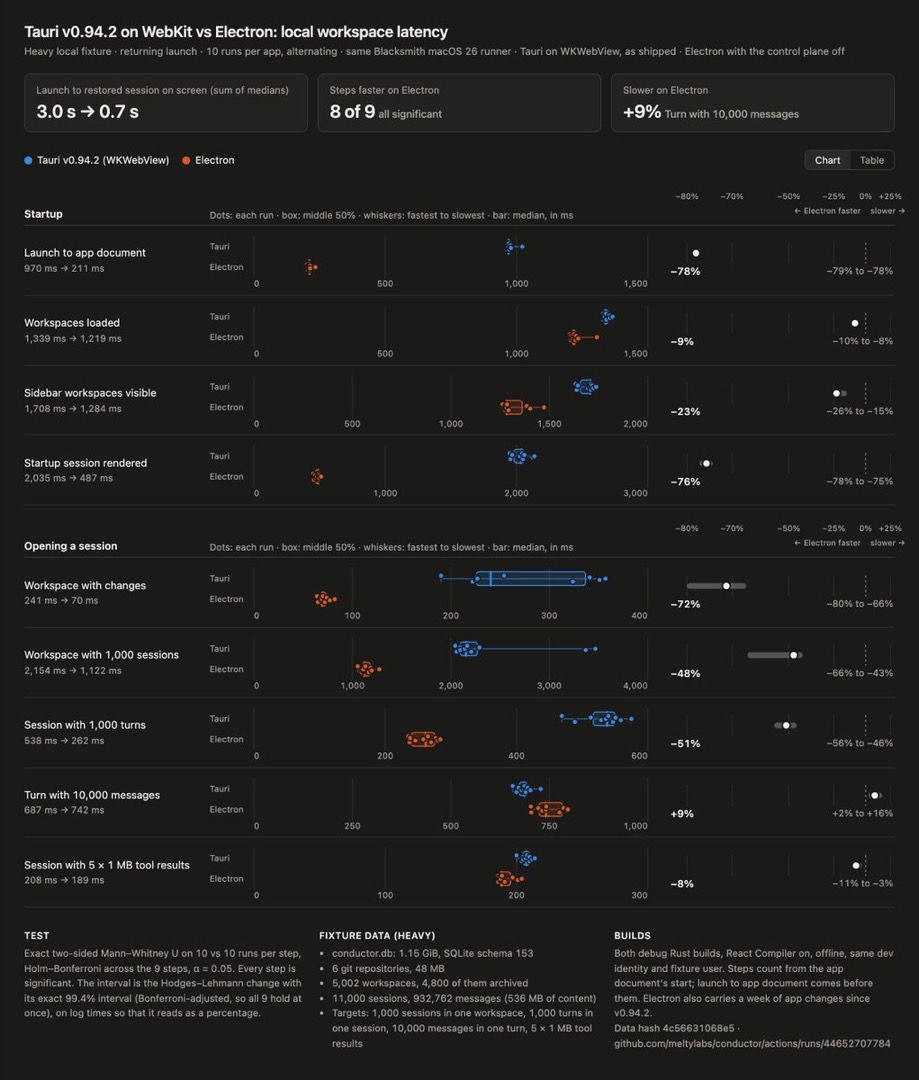 Tauri v0.94.2 on WebKit vs Electron: local workspace latency
Heavy local fixture · returning launch · 10 runs per app, alternating · same Blacksmith macOS 26 runner · Tauri on WKWebView, as shipped · Electron with the control plane off
Launch to restored session on screen (sum of medians)
3.0 s → 0.7 s
Steps faster on Electron
8 of 9 all significant
Slower on Electron
+9% Turn with 10,000 messages
Tauri v0.94.2 (WKWebView) Electron
Chart Table
−80% −70% −50% −25% 0% +25%
Startup Dots: each run · box: middle 50% · whiskers: fastest to slowest · bar: median, in ms ← Electron faster slower →
Launch to app document
970 ms → 211 ms
Tauri
Electron
0 500 1,000 1,500
−78% −79% to −78%
Workspaces loaded
1,339 ms → 1,219 ms
Tauri
Electron
0 500 1,000 1,500
−9% −10% to −8%
Sidebar workspaces visible
1,708 ms → 1,284 ms
Tauri
Electron
0 500 1,000 1,500 2,000
−23% −26% to −15%
Startup session rendered
2,035 ms → 487 ms
Tauri
Electron
0 1,000 2,000 3,000
−76% −78% to −75%
−80% −70% −50% −25% 0% +25%
Opening a session Dots: each run · box: middle 50% · whiskers: fastest to slowest · bar: median, in ms ← Electron faster slower →
Workspace with changes
241 ms → 70 ms
Tauri
Electron
0 100 200 300 400
−72% −80% to −66%
Workspace with 1,000 sessions
2,154 ms → 1,122 ms
Tauri
Electron
0 1,000 2,000 3,000 4,000
−48% −66% to −43%
Session with 1,000 turns
538 ms → 262 ms
Tauri
Electron
0 200 400 600
−51% −56% to −46%
Turn with 10,000 messages
687 ms → 742 ms
Tauri
Electron
0 250 500 750 1,000
+9% +2% to +16%
Session with 5 × 1 MB tool results
208 ms → 189 ms
Tauri
Electron
0 100 200 300
−8% −11% to −3%
TEST
Exact two-sided Mann–Whitney U on 10 vs 10 runs per step,
Holm–Bonferroni across the 9 steps, α = 0.05. Every step is
significant. The interval is the Hodges–Lehmann change with
its exact 99.4% interval (Bonferroni-adjusted, so all 9 hold at
once), on log times so that it reads as a percentage.
FIXTURE DATA (HEAVY)
• conductor.db: 1.15 GiB, SQLite schema 153
• 6 git repositories, 48 MB
• 5,002 workspaces, 4,800 of them archived
• 11,000 sessions, 932,762 messages (536 MB of content)
• Targets: 1,000 sessions in one workspace, 1,000 turns in
one session, 10,000 messages in one turn, 5 × 1 MB tool
results
BUILDS
Both debug Rust builds, React Compiler on, offline, same dev
identity and fixture user. Steps count from the app
document's start; launch to app document comes before
them. Electron also carries a week of app changes since
v0.94.2.
Data hash 4c56631068e5 ·
github.com/meltylabs/conductor/actions/runs/44652707784